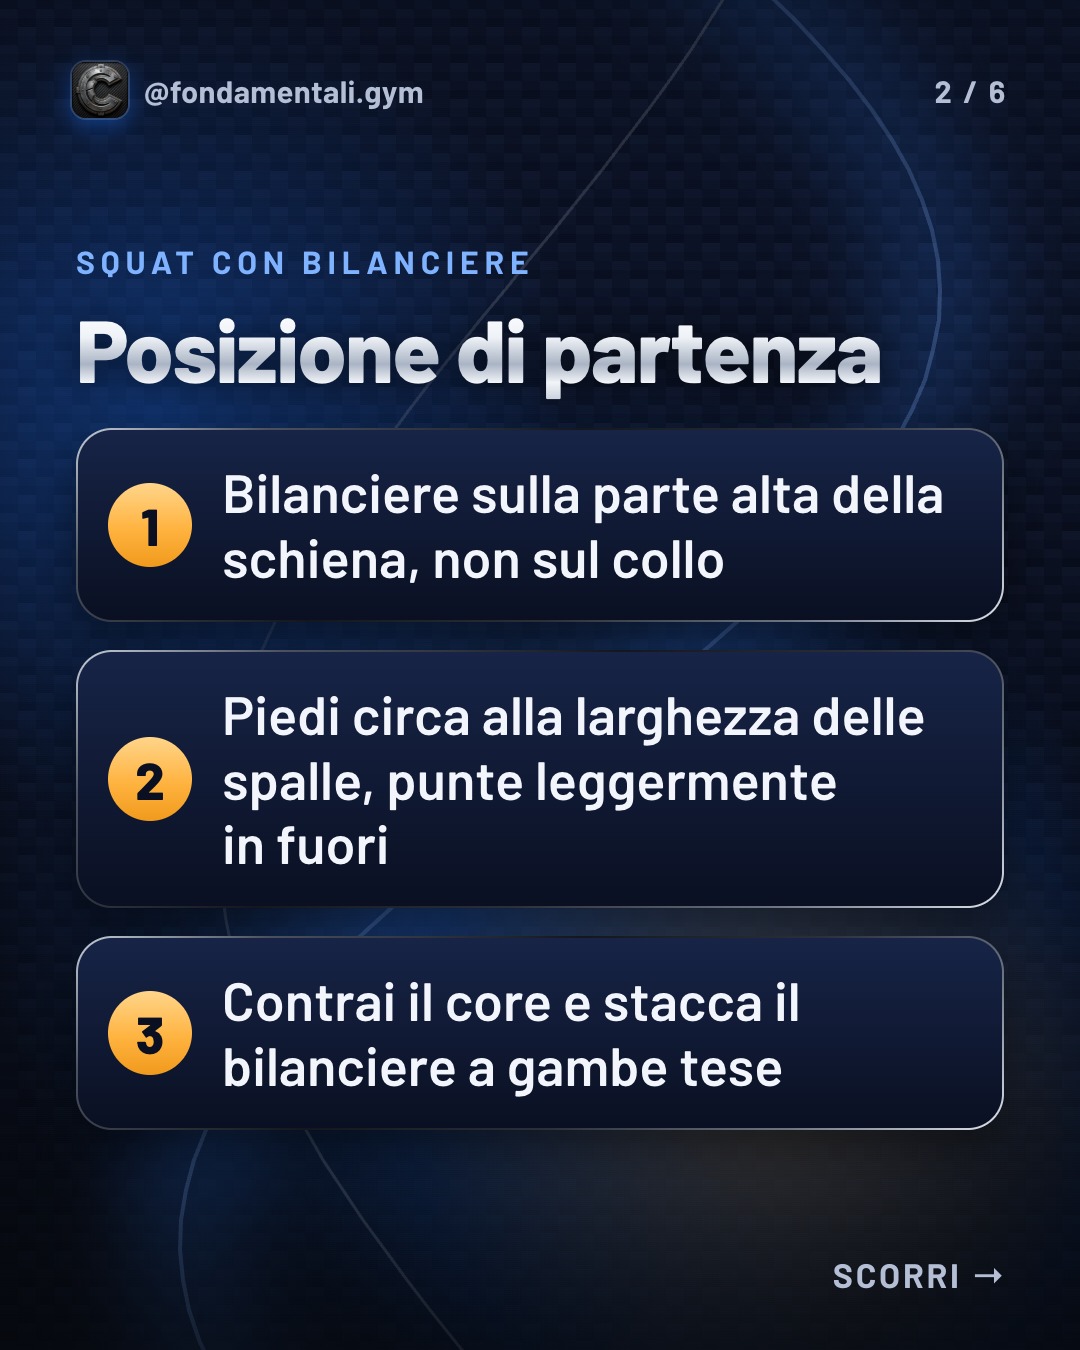 @fondamentali.gym
2 / 6
SQUAT CON BILANCIERE
Posizione di partenza
1
Bilanciere sulla parte alta della
schiena, non sul collo
2
Piedi circa alla larghezza delle
spalle, punte leggermente
in fuori
3
Contrai il core e stacca il
bilanciere a gambe tese
SCORRI →